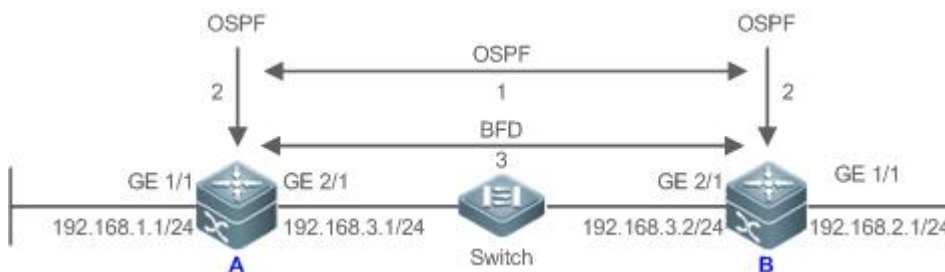 OSPF
OSPF
OSPF
2
1
2
BFD
3
GE 1/1
GE 2/1
GE 2/1
GE 1/1
192.168.1.1/24
192.168.3.1/24
192.168.3.2/24
192.168.2.1/24
Switch
A
B